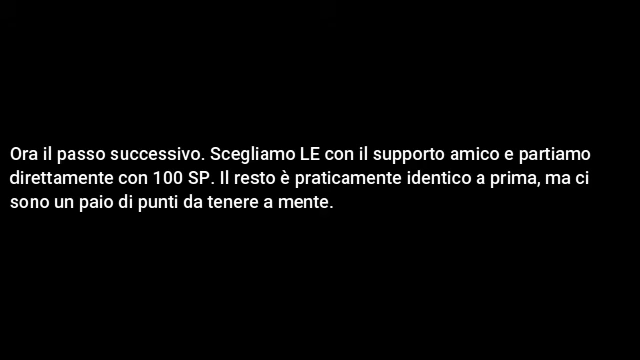 Ora il passo successivo. Scegliamo LE con il supporto amico e partiamo
direttamente con 100 SP. Il resto è praticamente identico a prima, ma ci
sono un paio di punti da tenere a mente.